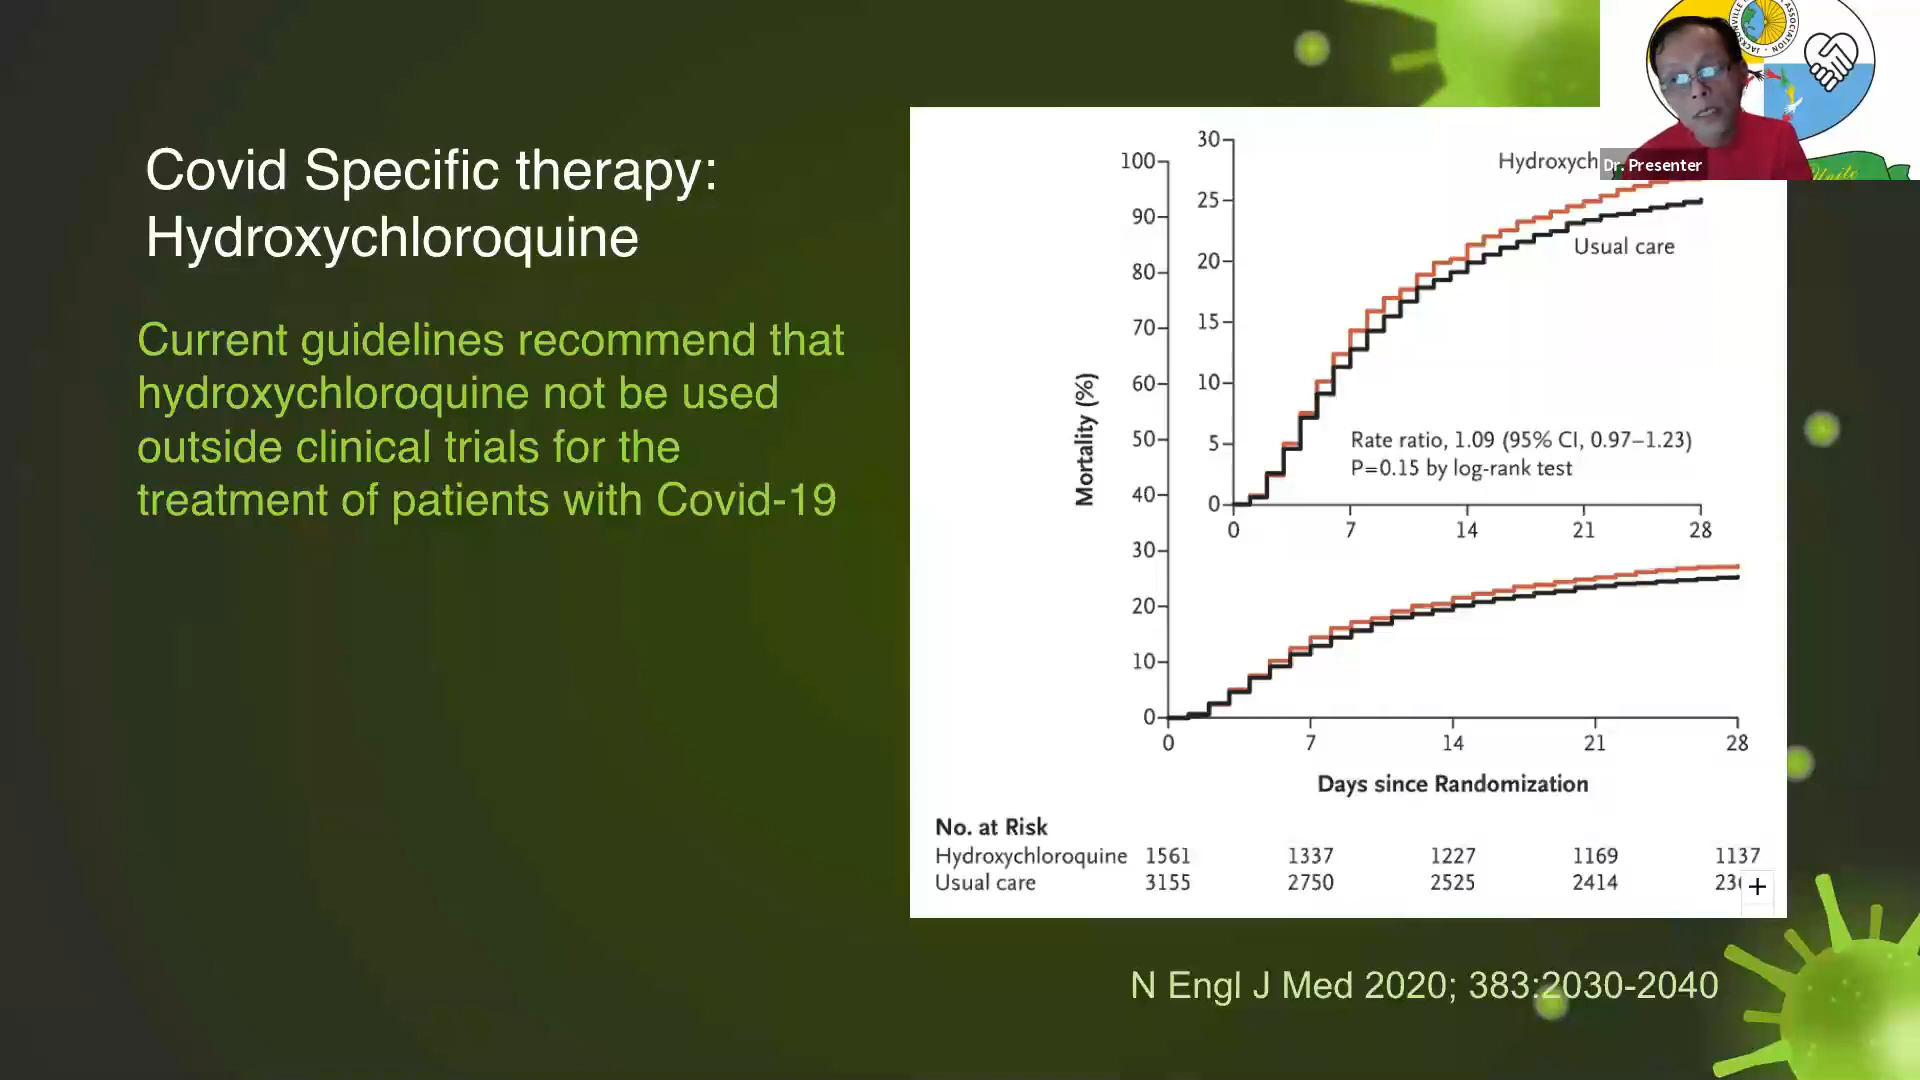 Covid Specific therapy:
Hydroxychloroquine
Current guidelines recommend that
hydroxychloroquine not be used
outside clinical trials for the
treatment of patients with Covid-19
Mortality (%)
100
90
80
70
60
50
40
30
20
10
0
30
25
20
15
10
5
0
Usual care
Rate ratio, 1.09 (95% CI, 0.97–1.23)
P=0.15 by log-rank test
0 7 14 21 28
0 7 14 21 28
Days since Randomization
No. at Risk
Hydroxychloroquine 1561 1337 1227 1169 1137
Usual care 3155 2750 2525 2414
N Engl J Med 2020; 383:2030-2040
Dr. Presenter
ASSOCIATION
Unite